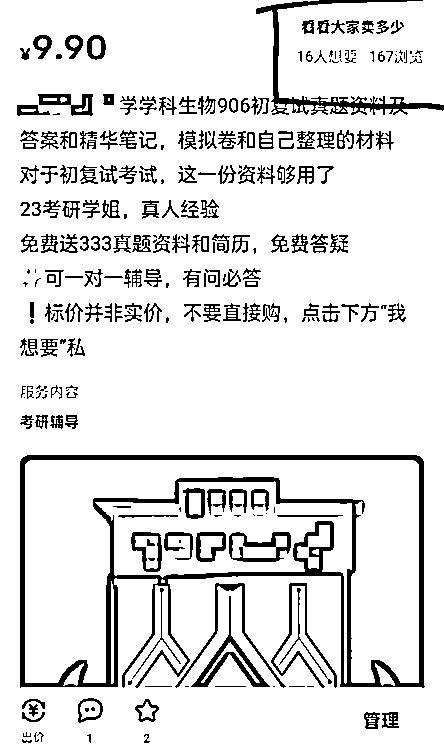 ¥9.90
看看大家卖多少
16人想要 167浏览
学学科生物906初复试真题资料及
答案和精华笔记，模拟卷和自己整理的材料
对于初复试考试，这一份资料够用了
23考研学姐，真人经验
免费送333真题资料和简历，免费答疑
可一对一辅导，有问必答
❗标价并非实价，不要直接购，点击下方“我
想要”私
服务内容
考研辅导
出价 1 2
管理